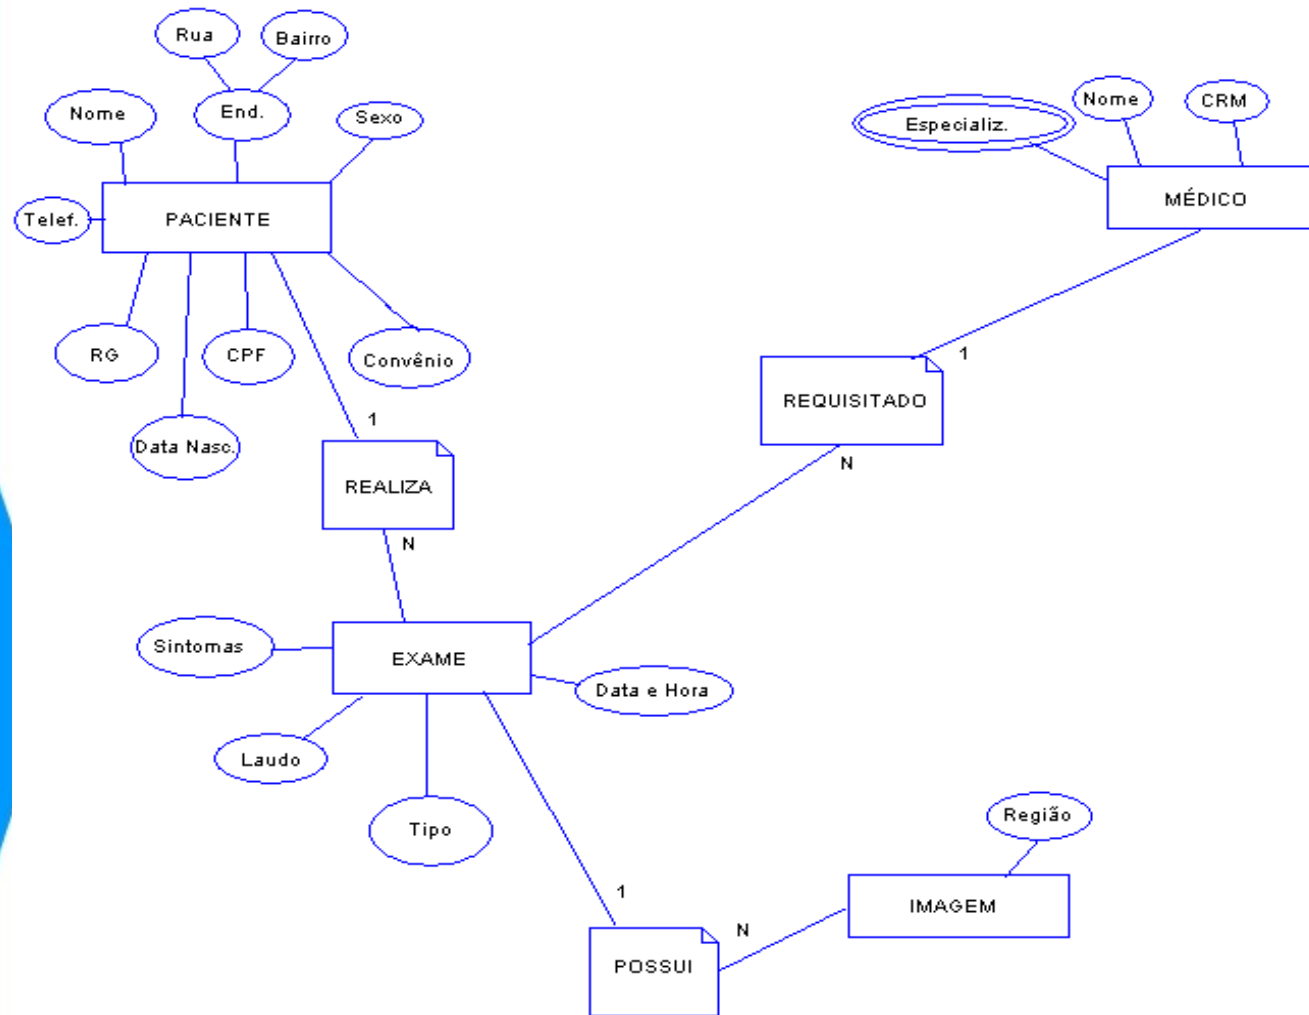 Rua
Bairro
Nome
End.
Sexo
Especializ.
Nome
CRM
Telef.
PACIENTE
MÉDICO
RG
CPF
Convênio
Data Nasc.
1
1
REQUISITADO
N
REALIZA
N
Sintomas
EXAME
Data e Hora
Laudo
Tipo
Região
1
N
IMAGEM
POSSUI